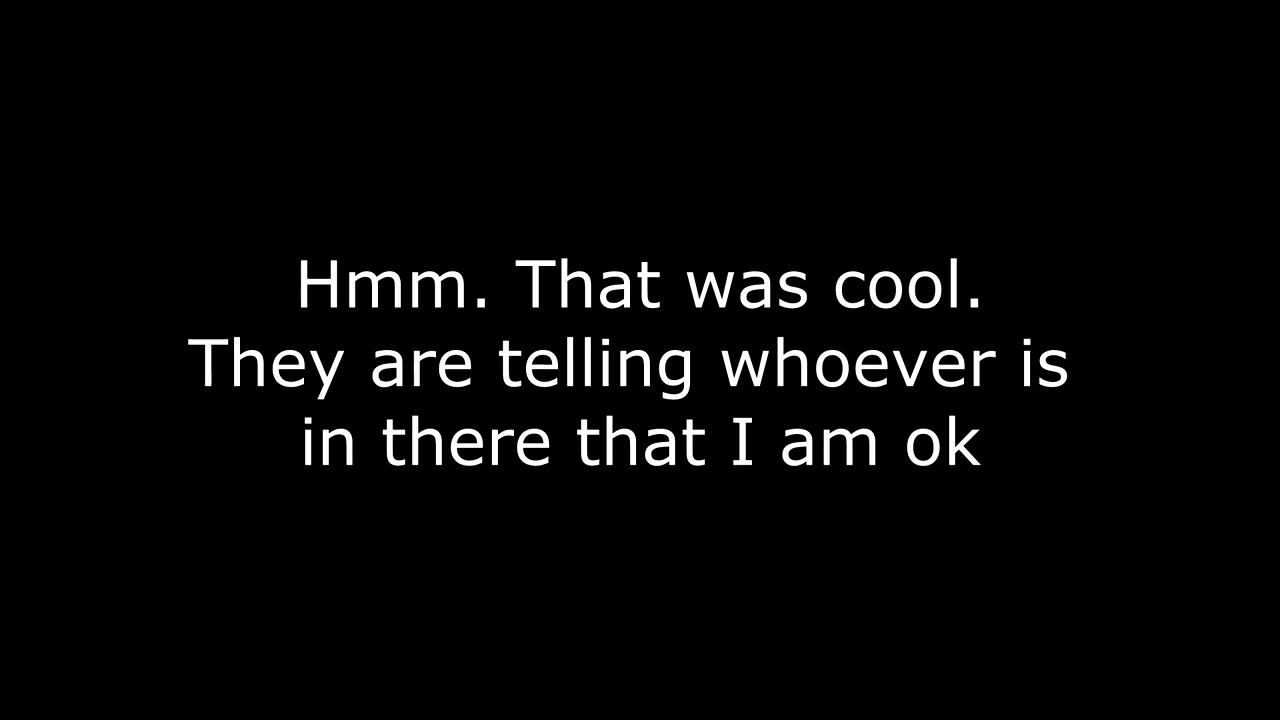 Hmm. That was cool.
They are telling whoever is
in there that I am ok